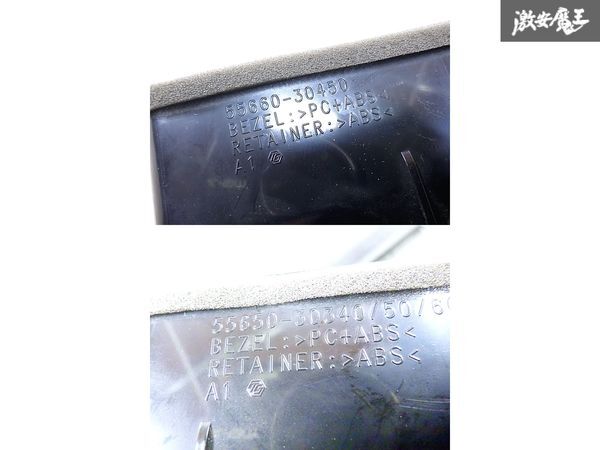 激安魔王
55660-30450
BEZEL:>PC+ABS<
RETAINER:>ABS<
A1
55650-30340/50/60
BEZEL:>PC+ABS<
RETAINER:>ABS<
A1